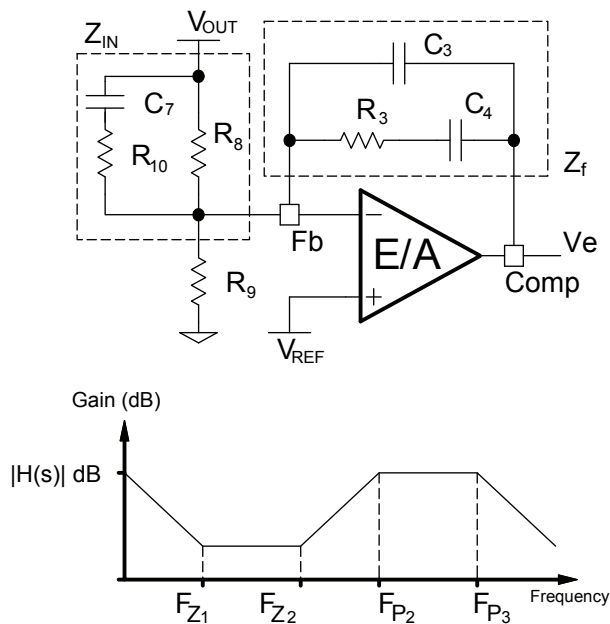 V_OUT
Z_IN
C_3
C_7
R_3
C_4
R_8
R_10
Z_f
Fb
−
E/A
Ve
+
Comp
R_9
V_REF
Gain (dB)
|H(s)| dB
F_Z1 F_Z2 F_P2 F_P3 Frequency